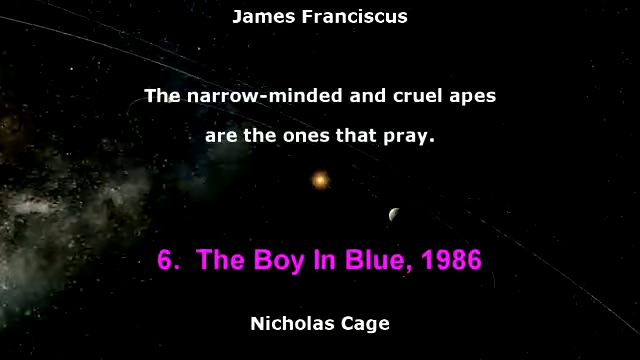 James Franciscus
The narrow-minded and cruel apes
are the ones that pray.
6. The Boy In Blue, 1986
Nicholas Cage